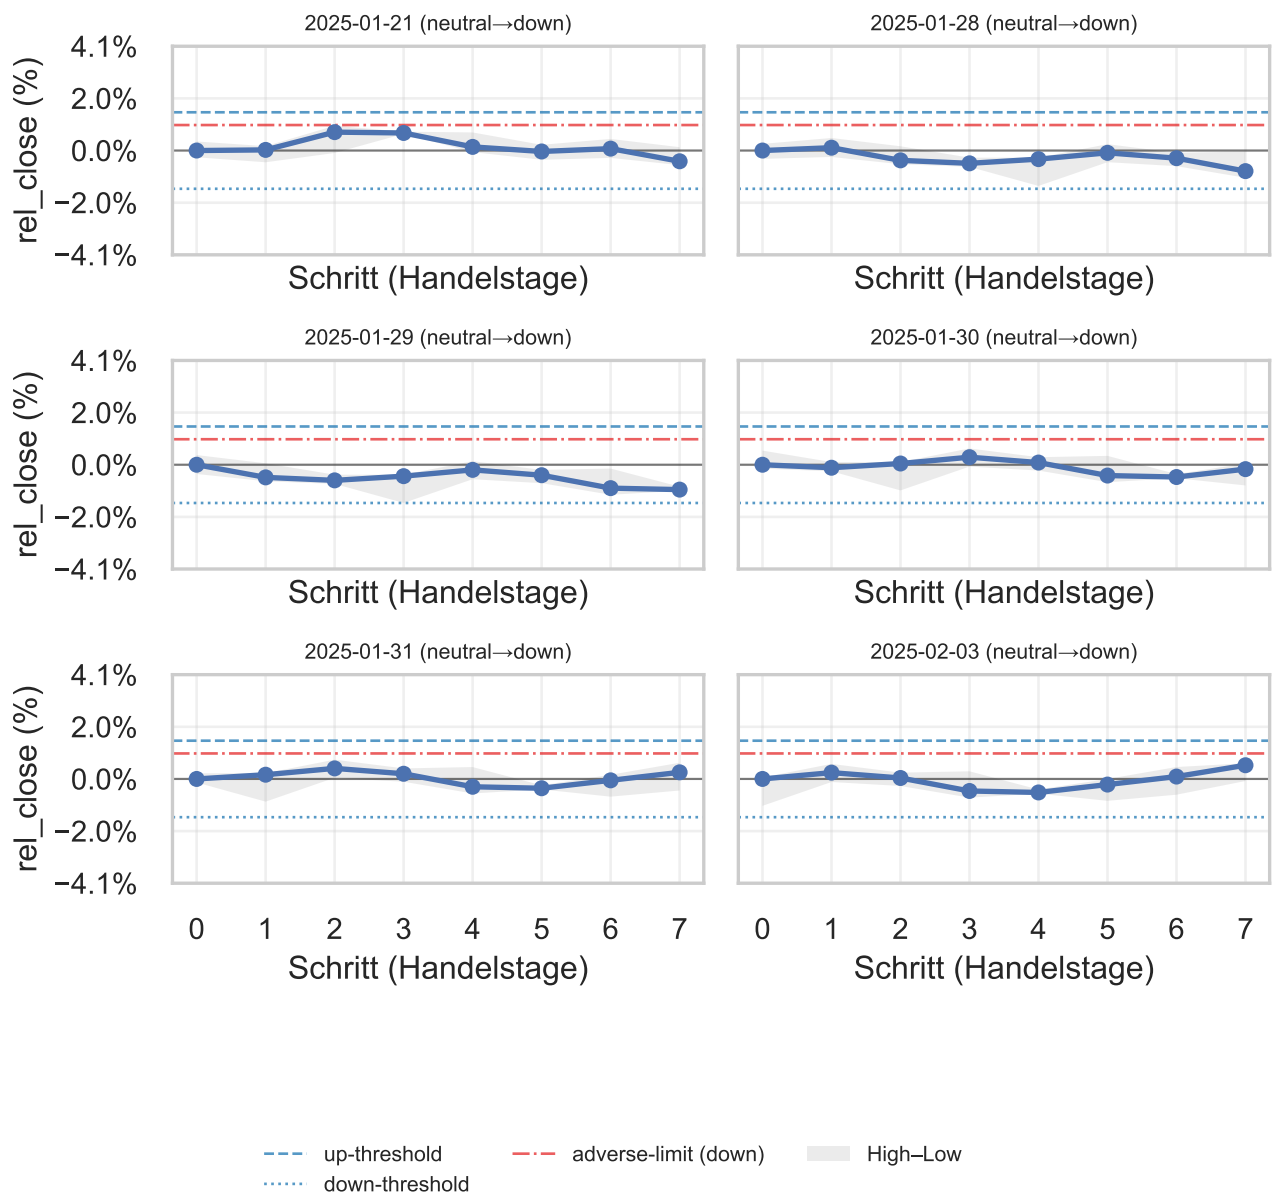 2025-01-21 (neutral→down)
2025-01-28 (neutral→down)
4.1%
2.0%
0.0%
−2.0%
−4.1%
rel_close (%)
Schritt (Handelstage)
Schritt (Handelstage)
2025-01-29 (neutral→down)
2025-01-30 (neutral→down)
4.1%
2.0%
0.0%
−2.0%
−4.1%
rel_close (%)
Schritt (Handelstage)
Schritt (Handelstage)
2025-01-31 (neutral→down)
2025-02-03 (neutral→down)
4.1%
2.0%
0.0%
−2.0%
−4.1%
rel_close (%)
0 1 2 3 4 5 6 7
0 1 2 3 4 5 6 7
Schritt (Handelstage)
Schritt (Handelstage)
up-threshold
adverse-limit (down)
High–Low
down-threshold